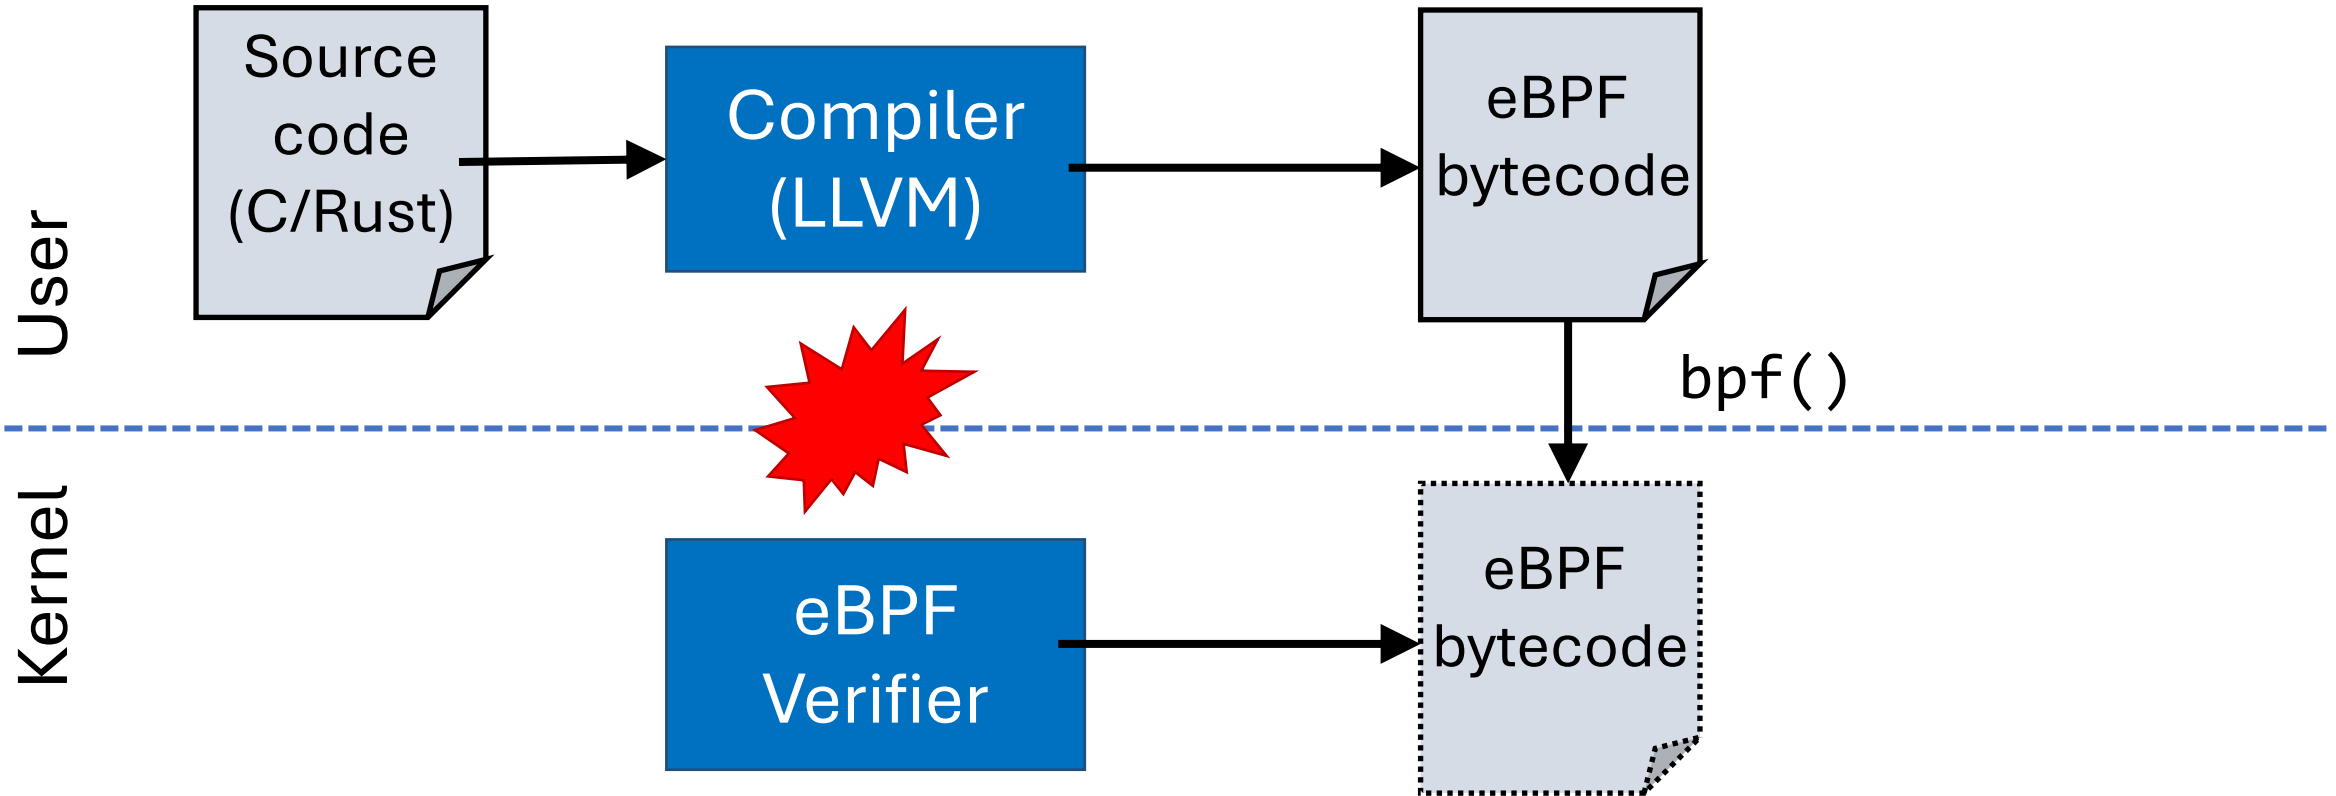 Source
code
(C/Rust)
Compiler
(LLVM)
eBPF
bytecode
User
bpf()
Kernel
eBPF
Verifier
eBPF
bytecode